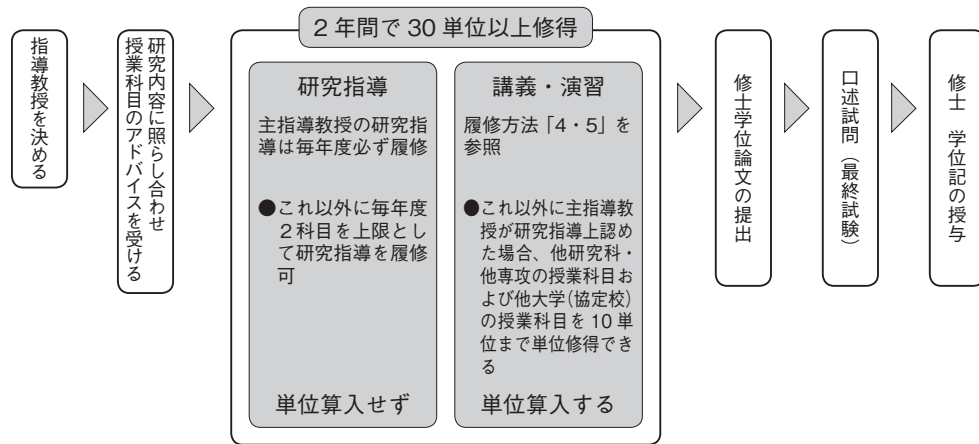 指導教授を決める
研究内容に照らし合わせ
授業科目のアドバイスを受ける
2年間で30単位以上修得
研究指導
主指導教授の研究指
導は毎年度必ず履修
●これ以外に毎年度
2科目を上限とし
て研究指導を履修
可
単位算入せず
講義・演習
履修方法「4・5」を
参照
●これ以外に主指導教
授が研究指導上認め
た場合、他研究科・
他専攻の授業科目お
よび他大学(協定校)
の授業科目を10単
位まで単位修得でき
る
単位算入する
修士学位論文の提出
口述試問（最終試験）
修士 学位記の授与